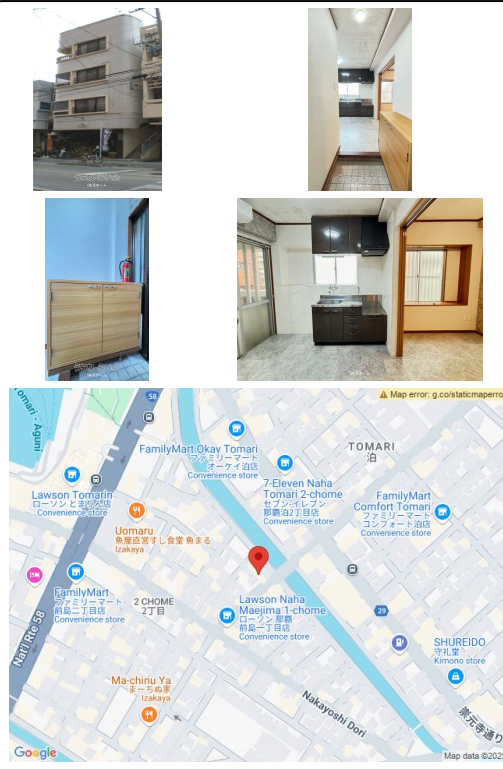 Map error: g.co/staticmaperro
58
Tomari - Aguni
TOMARI
泊
FamilyMart Okay Tomari
ファミリーマート
オーケイ泊店
Convenience store
7-Eleven Naha
Tomari 2-chome
セブン-イレブン
那覇泊2丁目店
Convenience store
Lawson Tomarin
ローソン とまりん店
Convenience store
FamilyMart
Comfort Tomari
ファミリーマート
コンフォート泊店
Convenience store
Uomaru
魚屋直営すし食堂 魚まる
Izakaya
FamilyMart
ファミリーマート
前島二丁目店
Convenience store
2 CHOME
2丁目
Lawson Naha
Maejima 1-chome
ローソン 那覇
前島一丁目店
Convenience store
29
Nat'l Rte 58
SHUREIDO
守礼堂
Kimono store
Ma-chinu Ya
まーちぬ家
Izakaya
Nakayoshi Dori
崇元寺通り
Google
Map data ©202